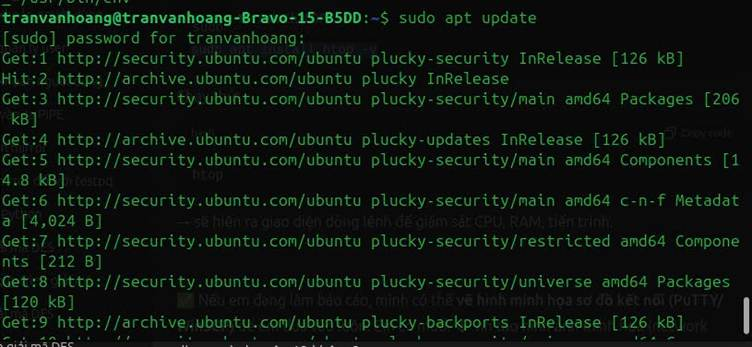 tranvanhoang@tranvanhoang-Bravo-15-B5DD:~$ sudo apt update
[sudo] password for tranvanhoang:
Get:1 http://security.ubuntu.com/ubuntu plucky-security InRelease [126 kB]
Hit:2 http://archive.ubuntu.com/ubuntu plucky InRelease
Get:3 http://security.ubuntu.com/ubuntu plucky-security/main amd64 Packages [206
 kB]
Get:4 http://archive.ubuntu.com/ubuntu plucky-updates InRelease [126 kB]
Copy code
Get:5 http://security.ubuntu.com/ubuntu plucky-security/main amd64 Components [1
4.8 kB]
htop
Get:6 http://security.ubuntu.com/ubuntu plucky-security/main amd64 c-n-f Metadat
a [4,024 B]
→ sẽ hiện ra giao diện dòng lệnh để giám sát CPU, RAM, tiến trình.
Get:7 http://security.ubuntu.com/ubuntu plucky-security/restricted amd64 Compone
nts [212 B]
Get:8 http://security.ubuntu.com/ubuntu plucky-security/universe amd64 Packages
[120 kB]
✅ Nếu em đang làm báo cáo, mình có thể vẽ hình minh họa sơ đồ kết nối (PuTTY/
Get:9 http://archive.ubuntu.com/ubuntu plucky-backports InRelease [126 kB]